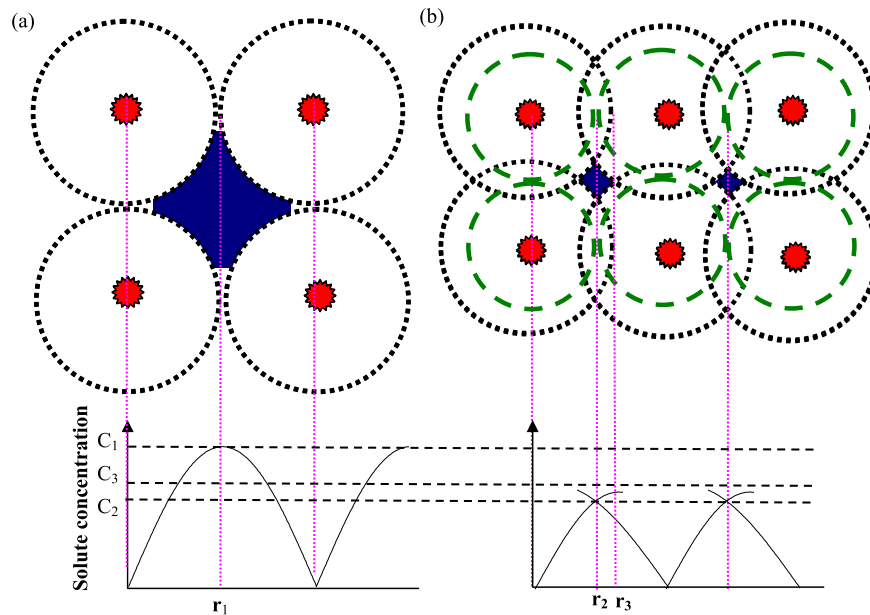 (a)
(b)
Solute concentration
C₁
C₃
C₂
r₁
r₂ r₃